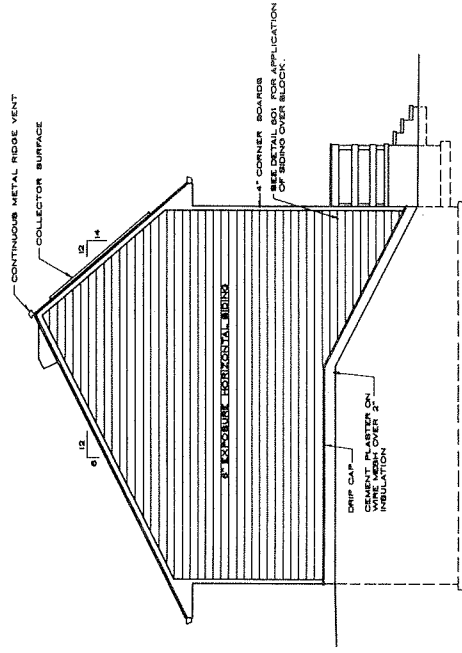 CONTINUOUS METAL RIDGE VENT
COLLECTOR SURFACE
12
14
12
6
6" EXPOSURE HORIZONTAL SIDING
4" CORNER BOARDS
SEE DETAIL 601 FOR APPLICATION
OF SIDING OVER BLOCK.
DRIP CAP
CEMENT PLASTER ON
WIRE MESH OVER 2"
INSULATION